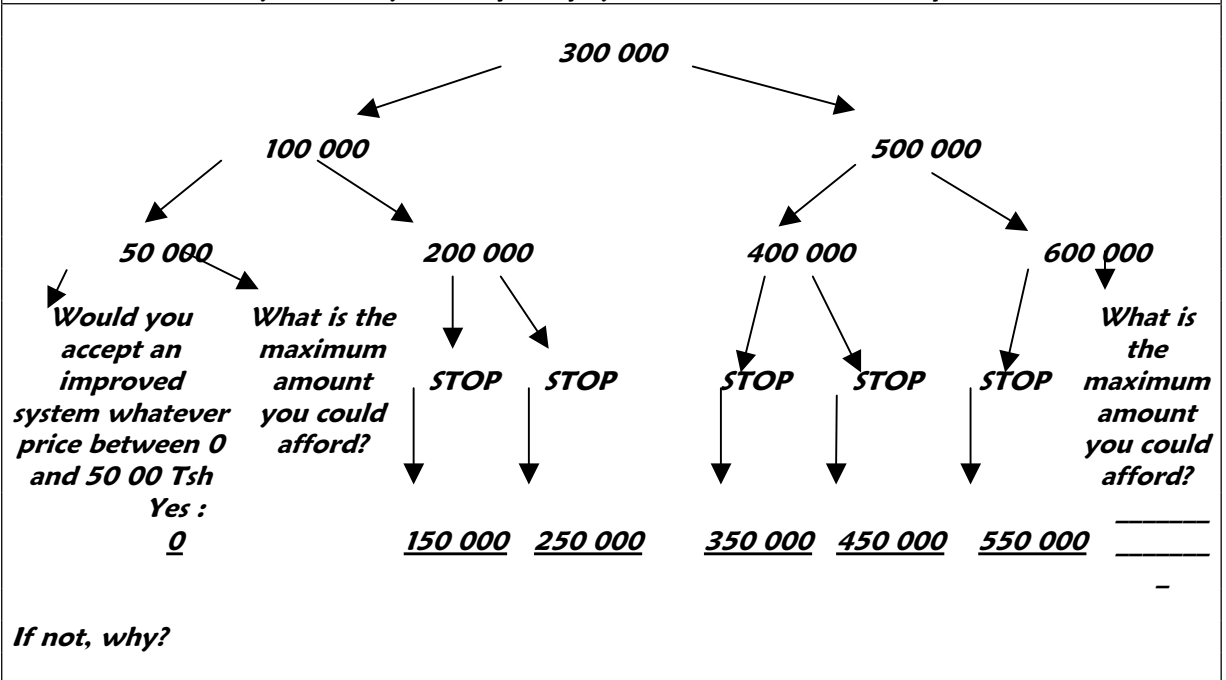 300 000
100 000 500 000
50 000 200 000 400 000 600 000
Would you
accept an
improved
system whatever
price between 0
and 50 00 Tsh
Yes :
0
What is the
maximum
amount
you could
afford?
STOP STOP STOP STOP STOP
What is
the
maximum
amount
you could
afford?
150 000 250 000 350 000 450 000 550 000
If not, why?